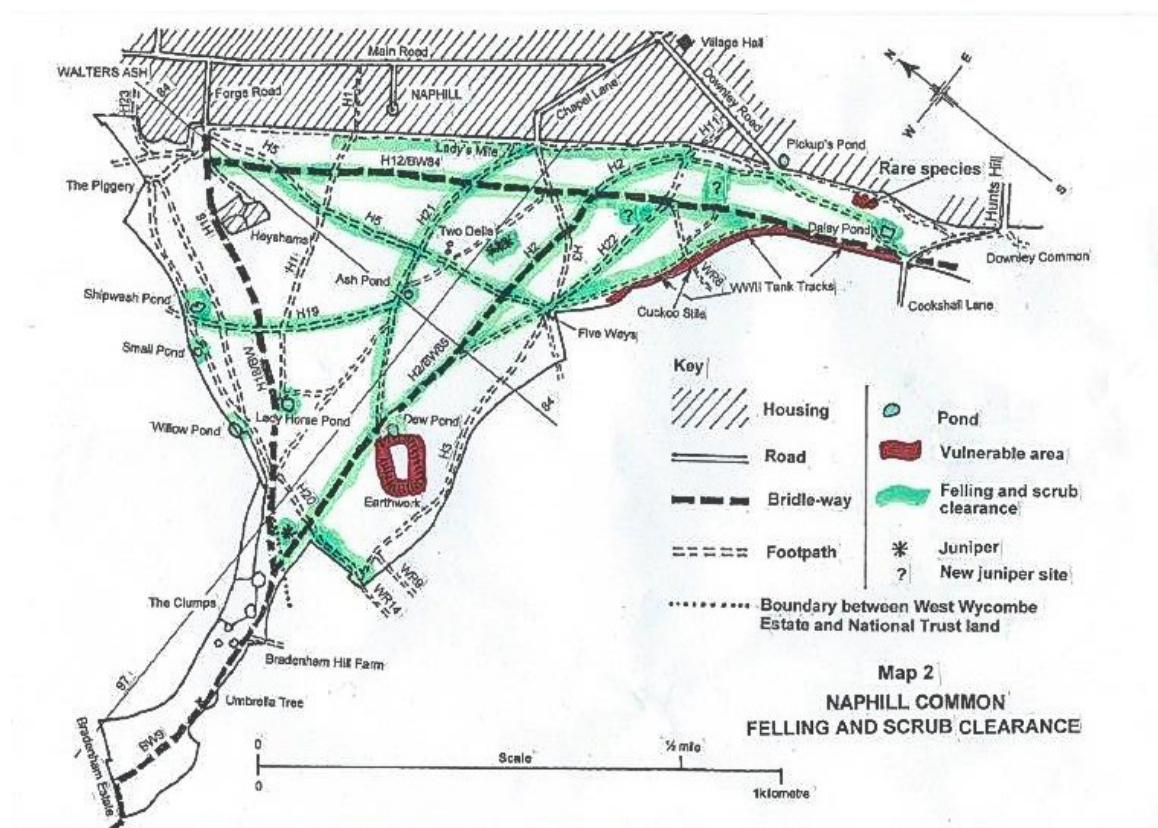 Village Hall
Main Road
WALTERS ASH
84
Forge Road
H23
H1
NAPHILL
Chapel Lane
Downley Road
H11
N
E
W
S
Pickup's Pond
Rare species
Hunts Hill
The Piggery
H5
Lady's Mile
H12/BW84
H2
?
?
Daisy Pond
Downley Common
Cookshall Lane
Heyshams
H1
H5
H21
Two Dells
H2
H3
H22
WR8
WWII Tank Tracks
Cuckoo Stile
Five Ways
Ash Pond
Shipwash Pond
H19
Small Pond
H2/BW85
84
Lady Horse Pond
Willow Pond
Dew Pond
H3
Earthwork
H20
WR9
WR14
The Clumps
Bradenham Hill Farm
97
Umbrella Tree
BW9
Bradenham Estate
Key
Housing
Road
Bridle-way
Footpath
Boundary between West Wycombe
Estate and National Trust land
Pond
Vulnerable area
Felling and scrub
clearance
Juniper
? New juniper site
Map 2
NAPHILL COMMON
FELLING AND SCRUB CLEARANCE
0
Scale
½ mile
0
1kilometre